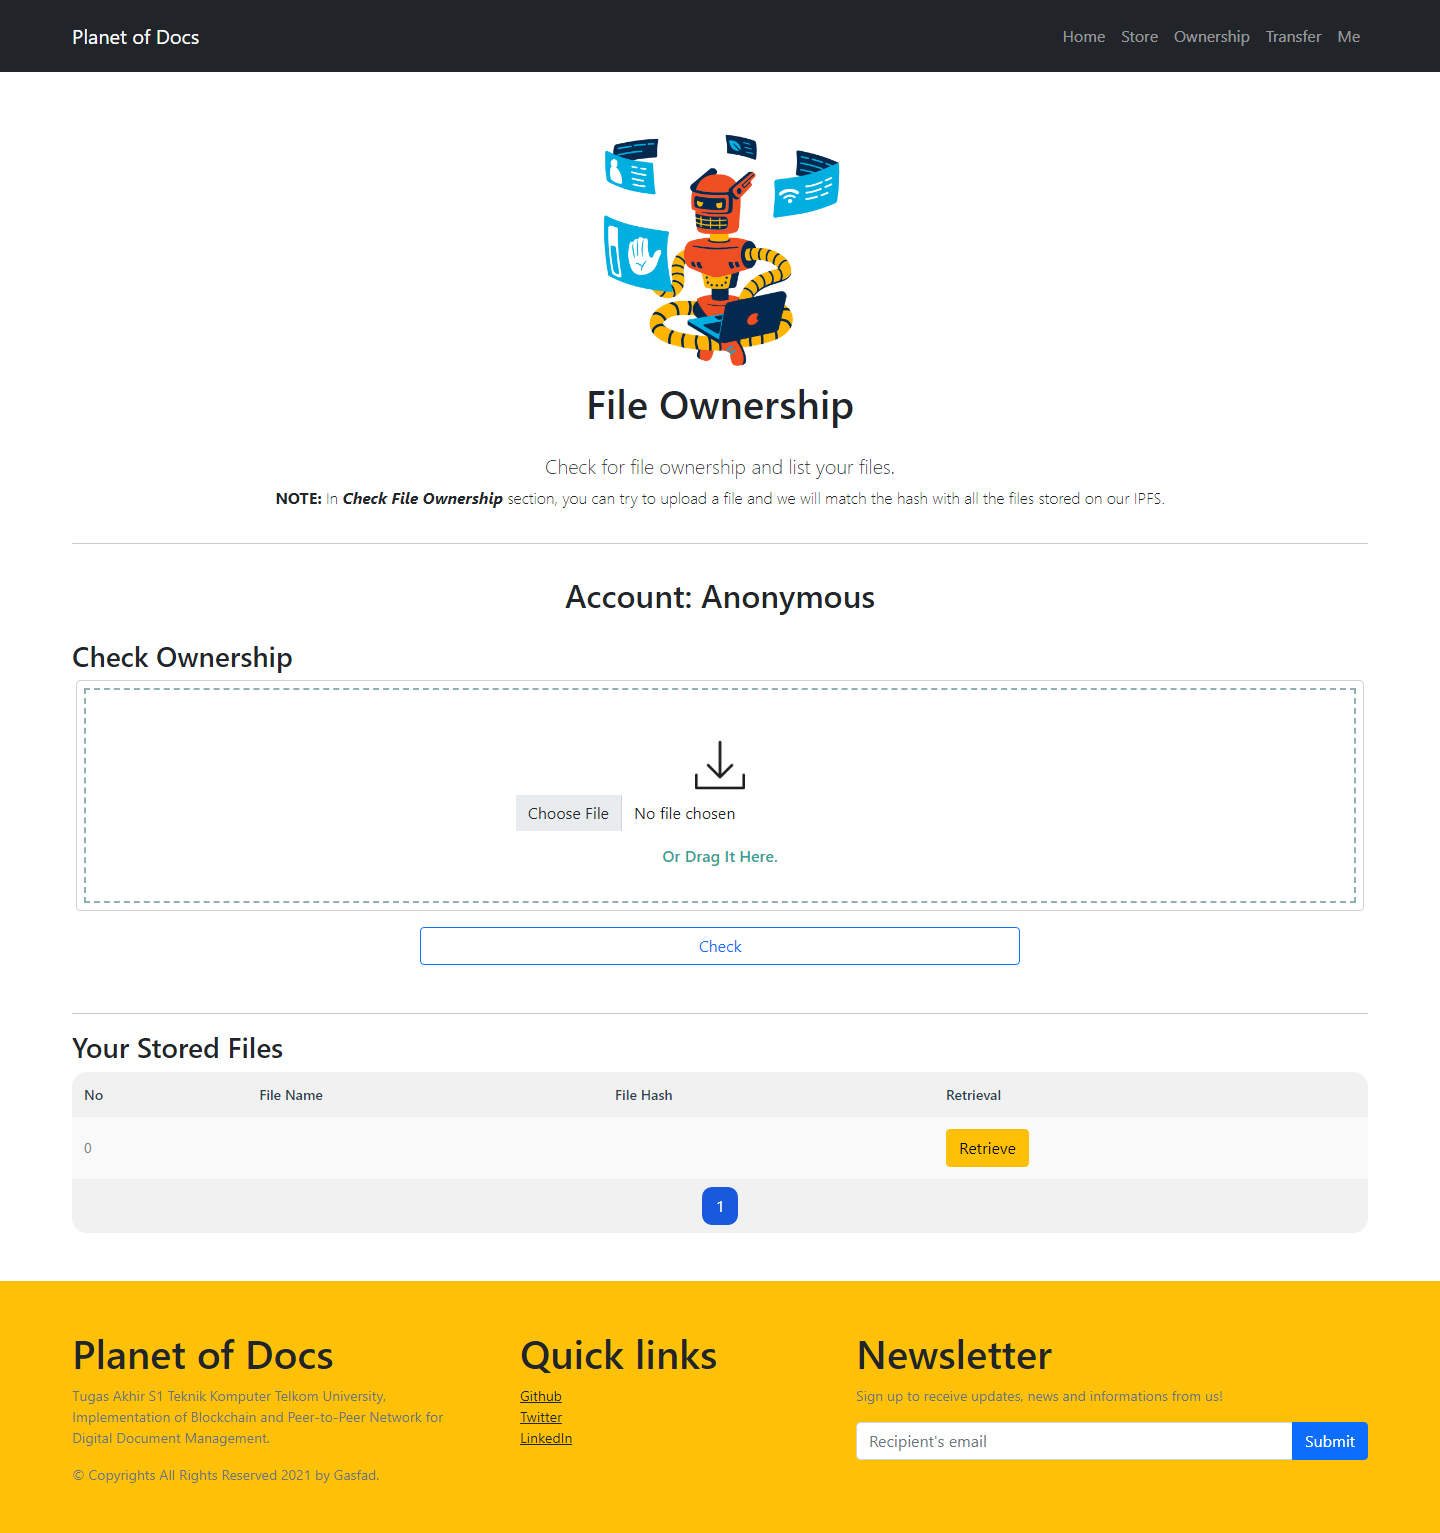 Planet of Docs
Home Store Ownership Transfer Me
File Ownership
Check for file ownership and list your files.
NOTE: In Check File Ownership section, you can try to upload a file and we will match the hash with all the files stored on our IPFS.
Account: Anonymous
Check Ownership
Choose File No file chosen
Or Drag It Here.
Check
Your Stored Files
No File Name File Hash Retrieval
0 Retrieve
1
Planet of Docs
Tugas Akhir S1 Teknik Komputer Telkom University,
Implementation of Blockchain and Peer-to-Peer Network for
Digital Document Management.
© Copyrights All Rights Reserved 2021 by Gasfad.
Quick links
Github
Twitter
LinkedIn
Newsletter
Sign up to receive updates, news and informations from us!
Recipient's email Submit